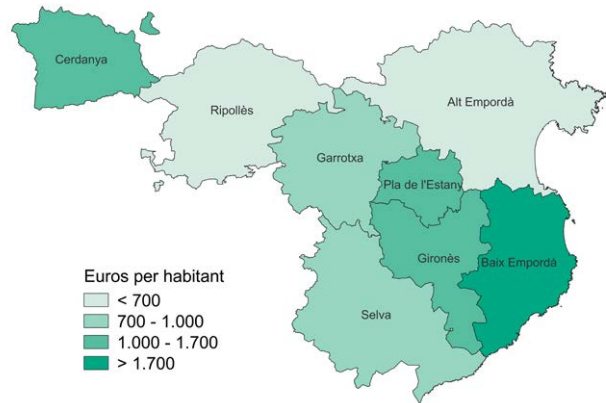 Cerdanya
Ripollès
Alt Empordà
Garrotxa
Pla de l'Estany
Gironès
Baix Empordà
Selva
Euros per habitant
< 700
700 - 1.000
1.000 - 1.700
> 1.700